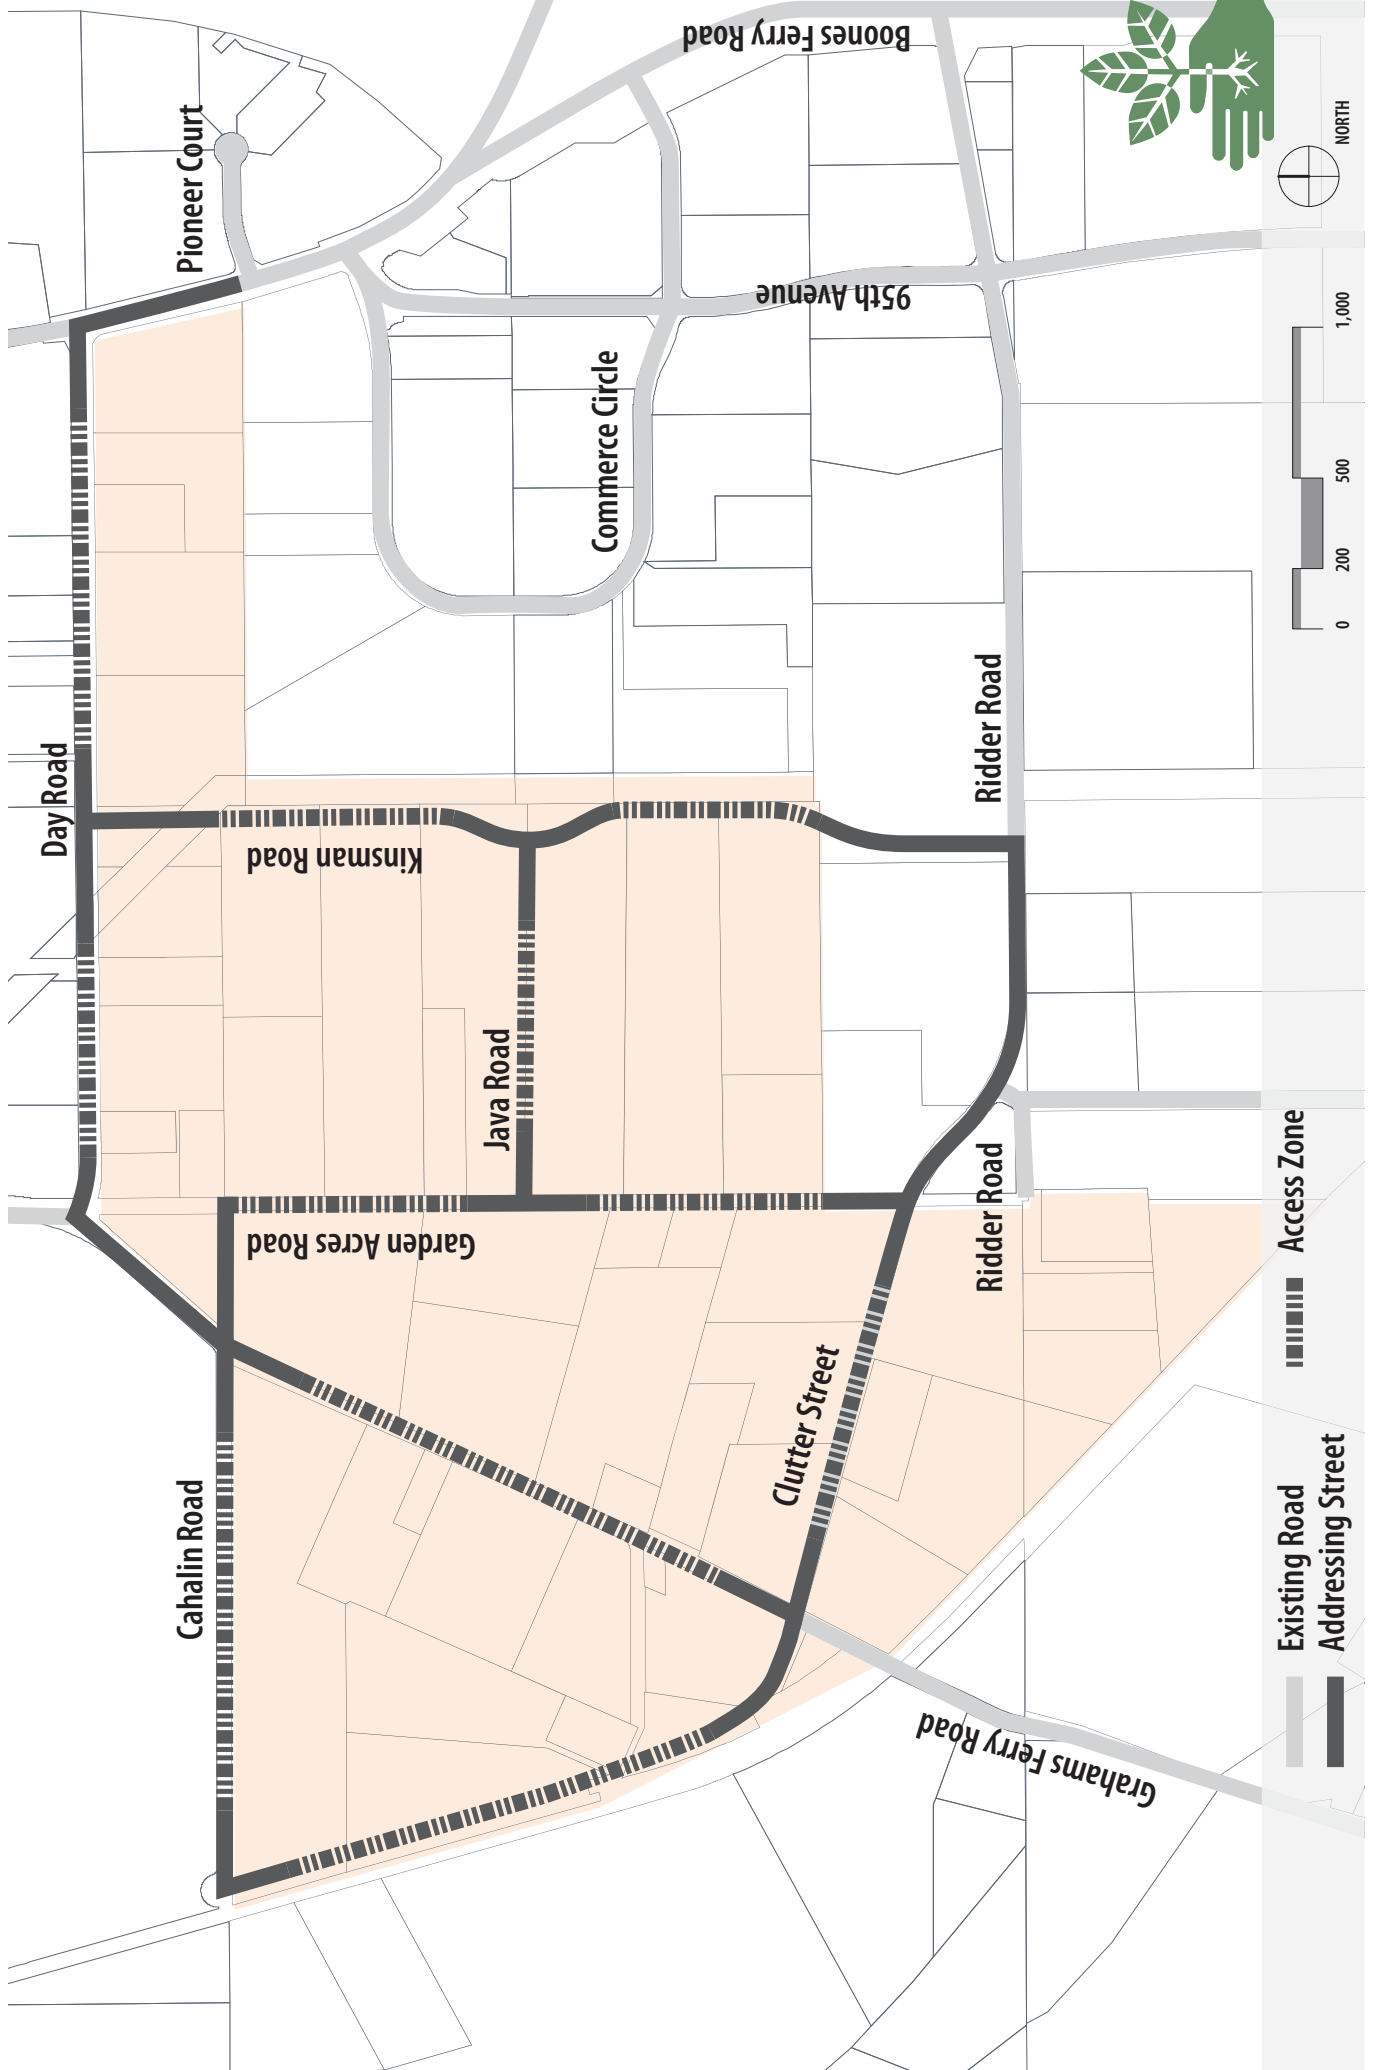 Boones Ferry Road
Pioneer Court
95th Avenue
Commerce Circle
Day Road
Kinsman Road
Ridder Road
Java Road
Garden Acres Road
Ridder Road
Clutter Street
Cahalin Road
Grahams Ferry Road
Existing Road
Addressing Street
Access Zone
0
200
500
1,000
NORTH